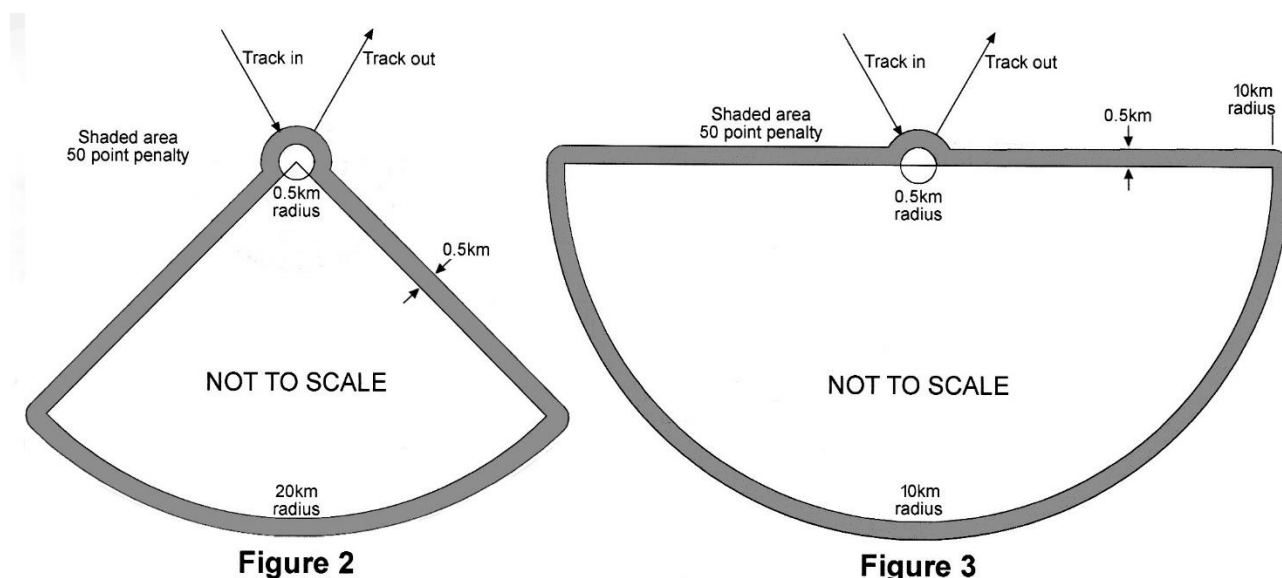 Track in
Track out
Shaded area
50 point penalty
0.5km
radius
0.5km
NOT TO SCALE
20km
radius
Figure 2
Track in
Track out
Shaded area
50 point penalty
10km
radius
0.5km
0.5km
radius
NOT TO SCALE
10km
radius
Figure 3